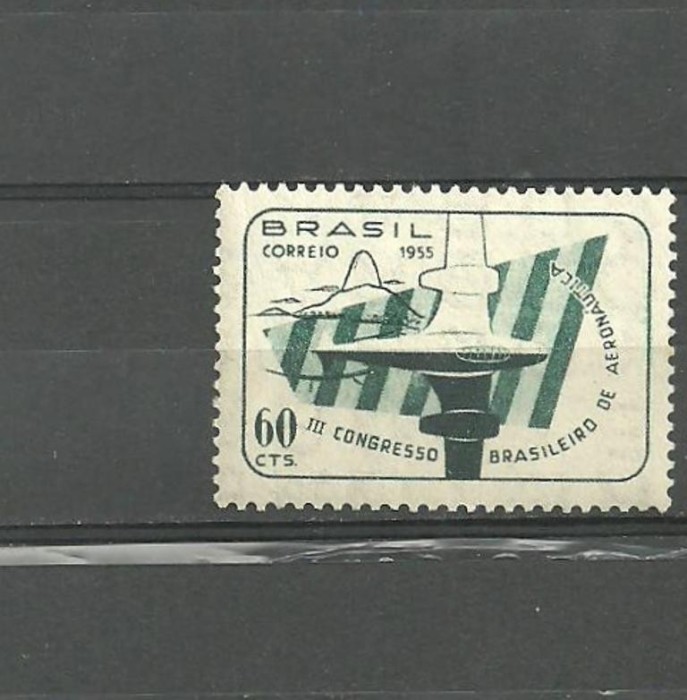 BRASIL
CORREIO 1955
60
CTS.
III CONGRESSO BRASILEIRO DE AERONÁUTICA